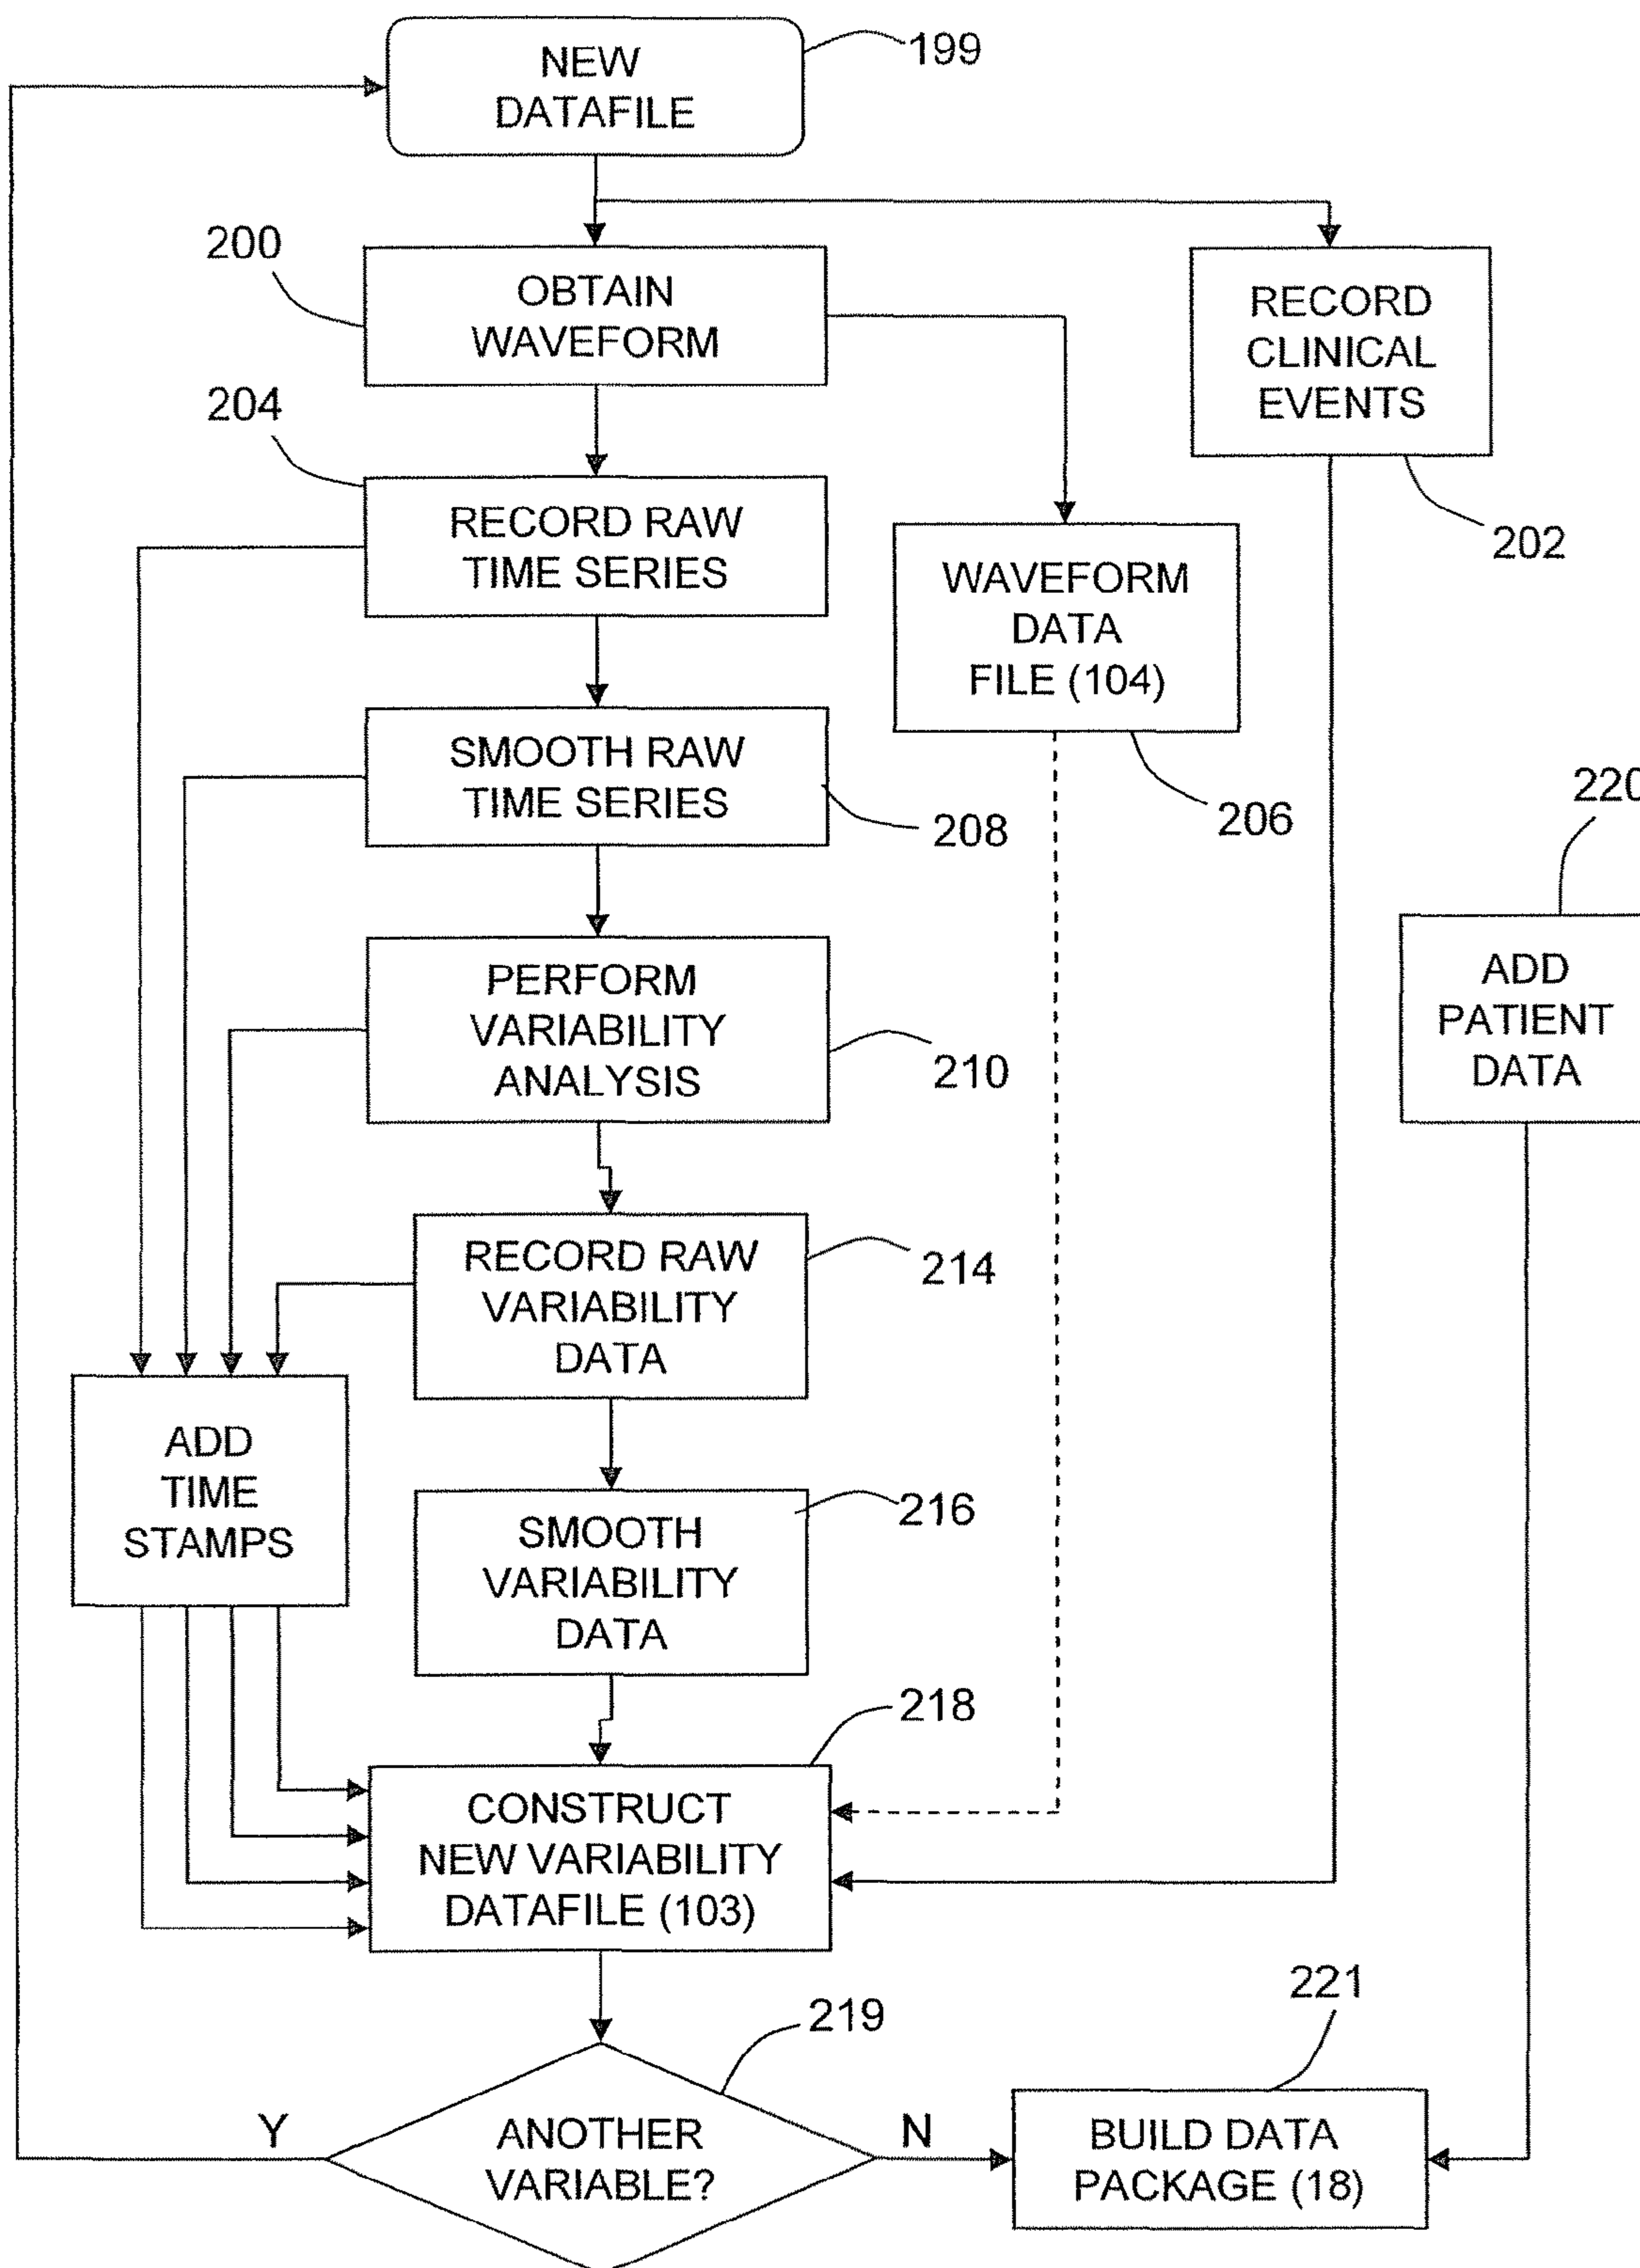 NEW
DATAFILE
199
200
OBTAIN
WAVEFORM
RECORD
CLINICAL
EVENTS
202
204
RECORD RAW
TIME SERIES
WAVEFORM
DATA
FILE (104)
206
SMOOTH RAW
TIME SERIES
208
220
ADD
PATIENT
DATA
PERFORM
VARIABILITY
ANALYSIS
210
RECORD RAW
VARIABILITY
DATA
214
ADD
TIME
STAMPS
SMOOTH
VARIABILITY
DATA
216
218
CONSTRUCT
NEW VARIABILITY
DATAFILE (103)
219
221
Y
ANOTHER
VARIABLE?
N
BUILD DATA
PACKAGE (18)